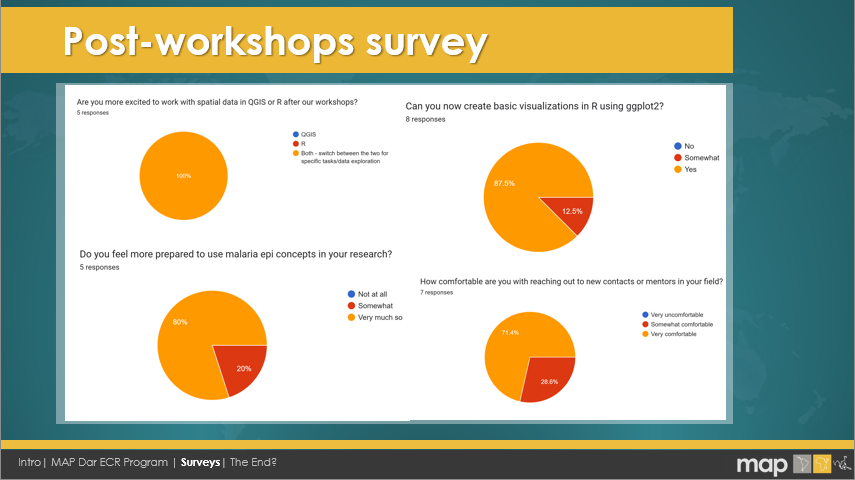 Post-workshops survey
Are you more excited to work with spatial data in QGIS or R after our workshops?
5 responses
QGIS
R
Both - switch between the two for
specific tasks/data exploration
100%
Can you now create basic visualizations in R using ggplot2?
8 responses
No
Somewhat
Yes
87.5%
12.5%
Do you feel more prepared to use malaria epi concepts in your research?
5 responses
Not at all
Somewhat
Very much so
80%
20%
How comfortable are you with reaching out to new contacts or mentors in your field?
7 responses
Very uncomfortable
Somewhat comfortable
Very comfortable
71.4%
28.6%
Intro| MAP Dar ECR Program | Surveys| The End?
map